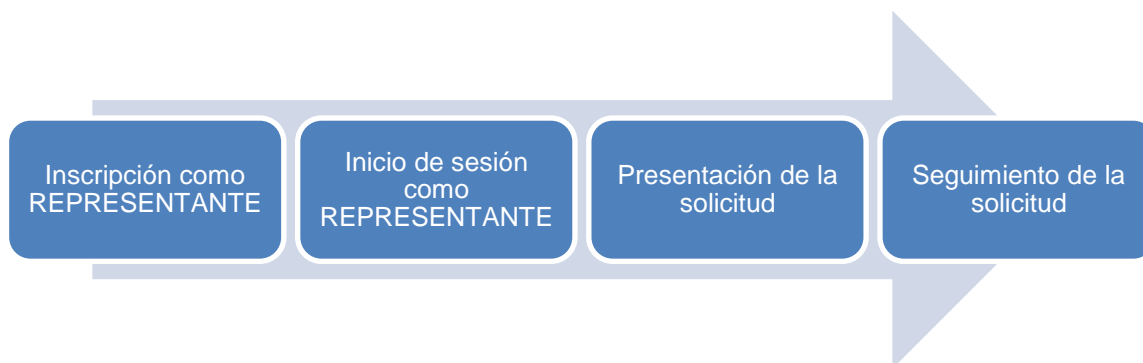 Inscripción como
REPRESENTANTE
Inicio de sesión
como
REPRESENTANTE
Presentación de la
solicitud
Seguimiento de la
solicitud